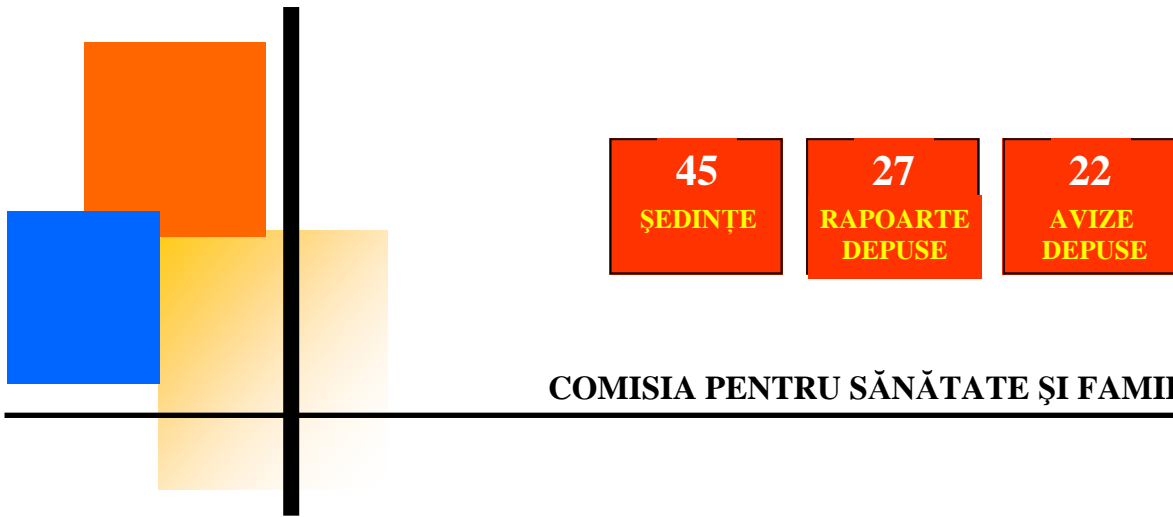 45
ŞEDINȚE
27
RAPOARTE
DEPUSE
22
AVIZE
DEPUSE
COMISIA PENTRU SĂNĂTATE ŞI